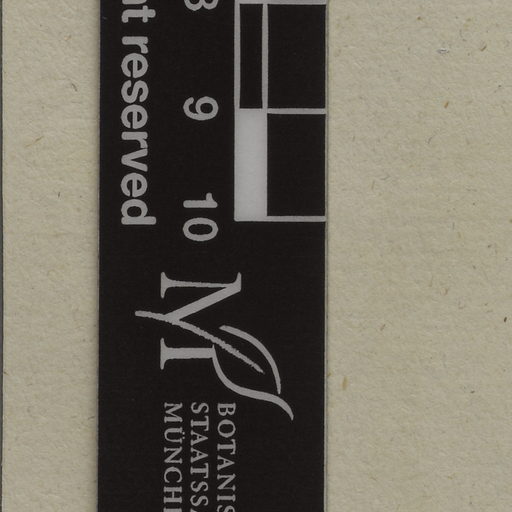 8 9 10
reserved
M
BOTANIS
STAATSS
MÜNCHE